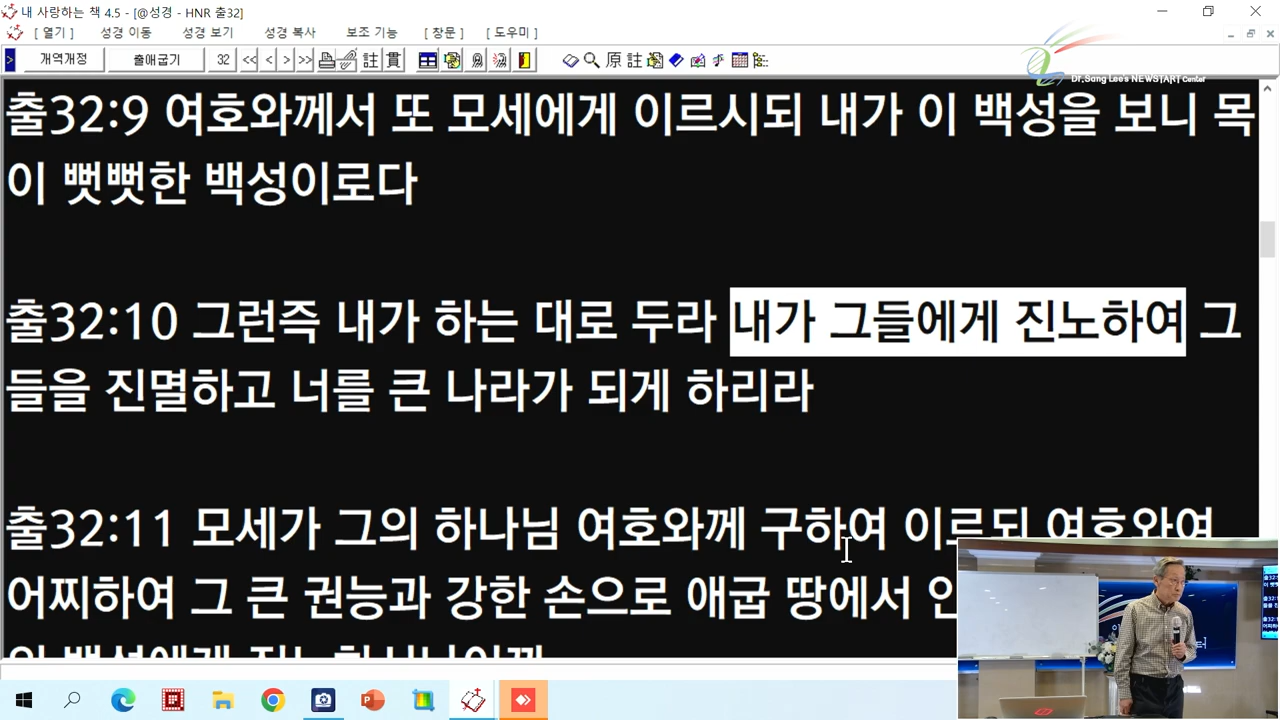 내 사랑하는 책 4.5 - [@성경 - HNR 출32]
[ 열기 ] 성경 이동 성경 보기 성경 복사 보조 기능 [ 창문 ] [ 도우미 ]
개역개정 출애굽기 32 << < > >> 註 貫 原 註
Dr.Sang Lee's NEWSTART Center
출32:9 여호와께서 또 모세에게 이르시되 내가 이 백성을 보니 목
이 뻣뻣한 백성이로다
출32:10 그런즉 내가 하는 대로 두라 내가 그들에게 진노하여 그
들을 진멸하고 너를 큰 나라가 되게 하리라
출32:11 모세가 그의 하나님 여호와께 구하여 이르되 여호와여
어찌하여 그 큰 권능과 강한 손으로 애굽 땅에서 인